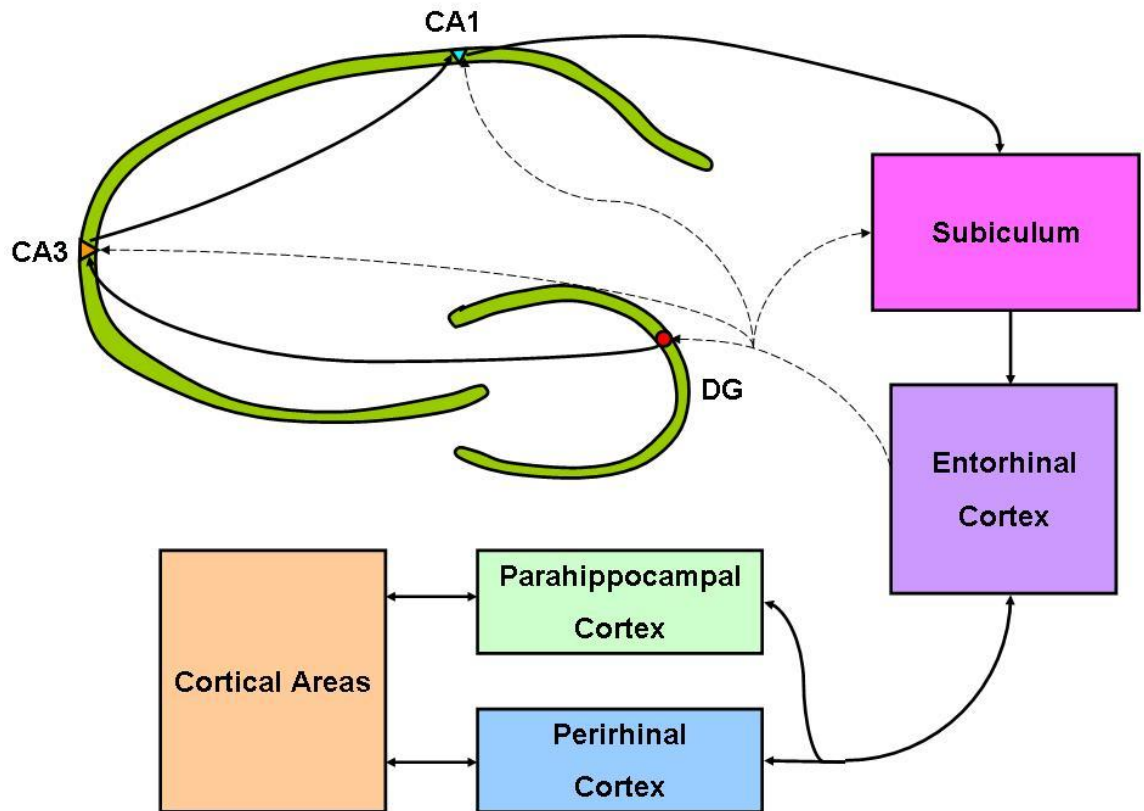 CA1
Subiculum
CA3
DG
Entorhinal
Cortex
Parahippocampal
Cortex
Cortical Areas
Perirhinal
Cortex